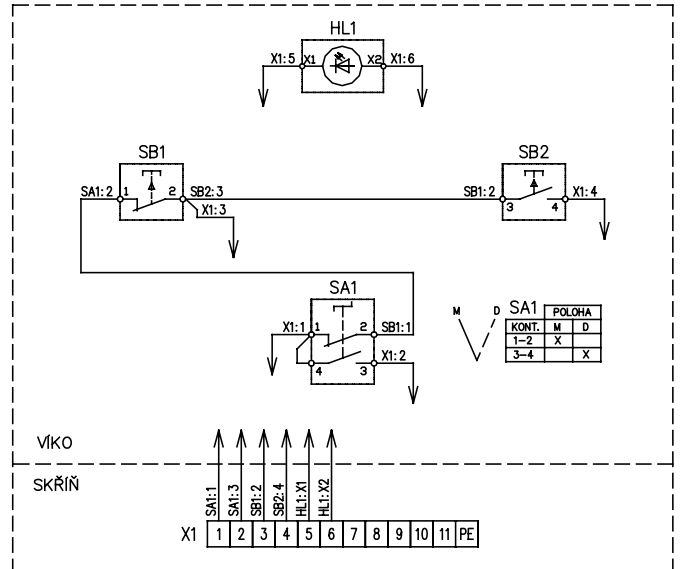 HL1
X1:5 X1 X2 X1:6
SB1
SB2
SA1:2 1 2 SB2:3
X1:3
SB1:2 3 4 X1:4
SA1
X1:1 1 2 SB1:1
4 3 X1:2
M D SA1 POLOHA
KONT. M D
1-2 X
3-4 X
VÍKO
SKŘÍŇ
SA1:1
SA1:3
SB1:2
SB2:4
HL1:X1
HL1:X2
X1 1 2 3 4 5 6 7 8 9 10 11 PE